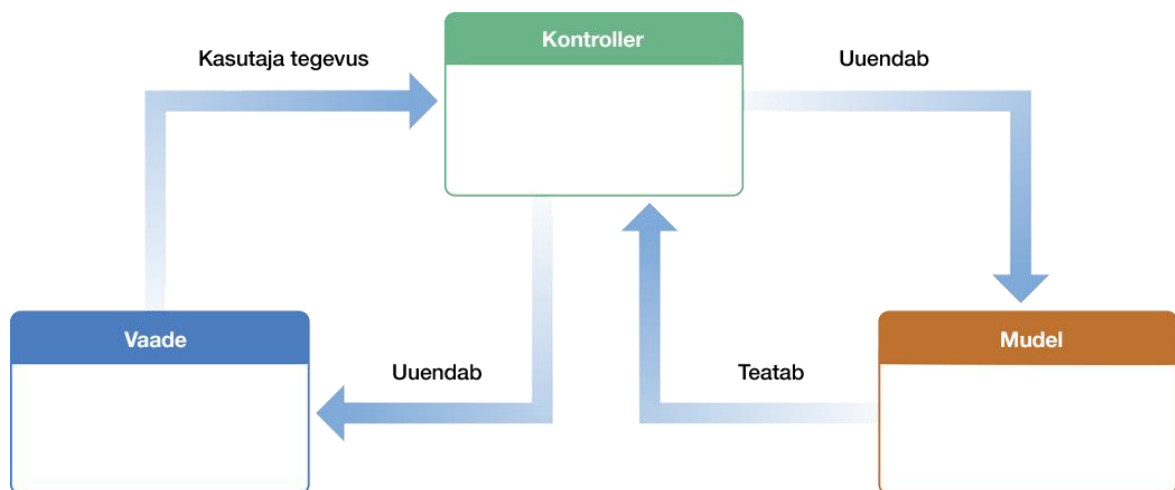 Kontroller
Kasutaja tegevus
Uuendab
Vaade
Mudel
Uuendab
Teatab